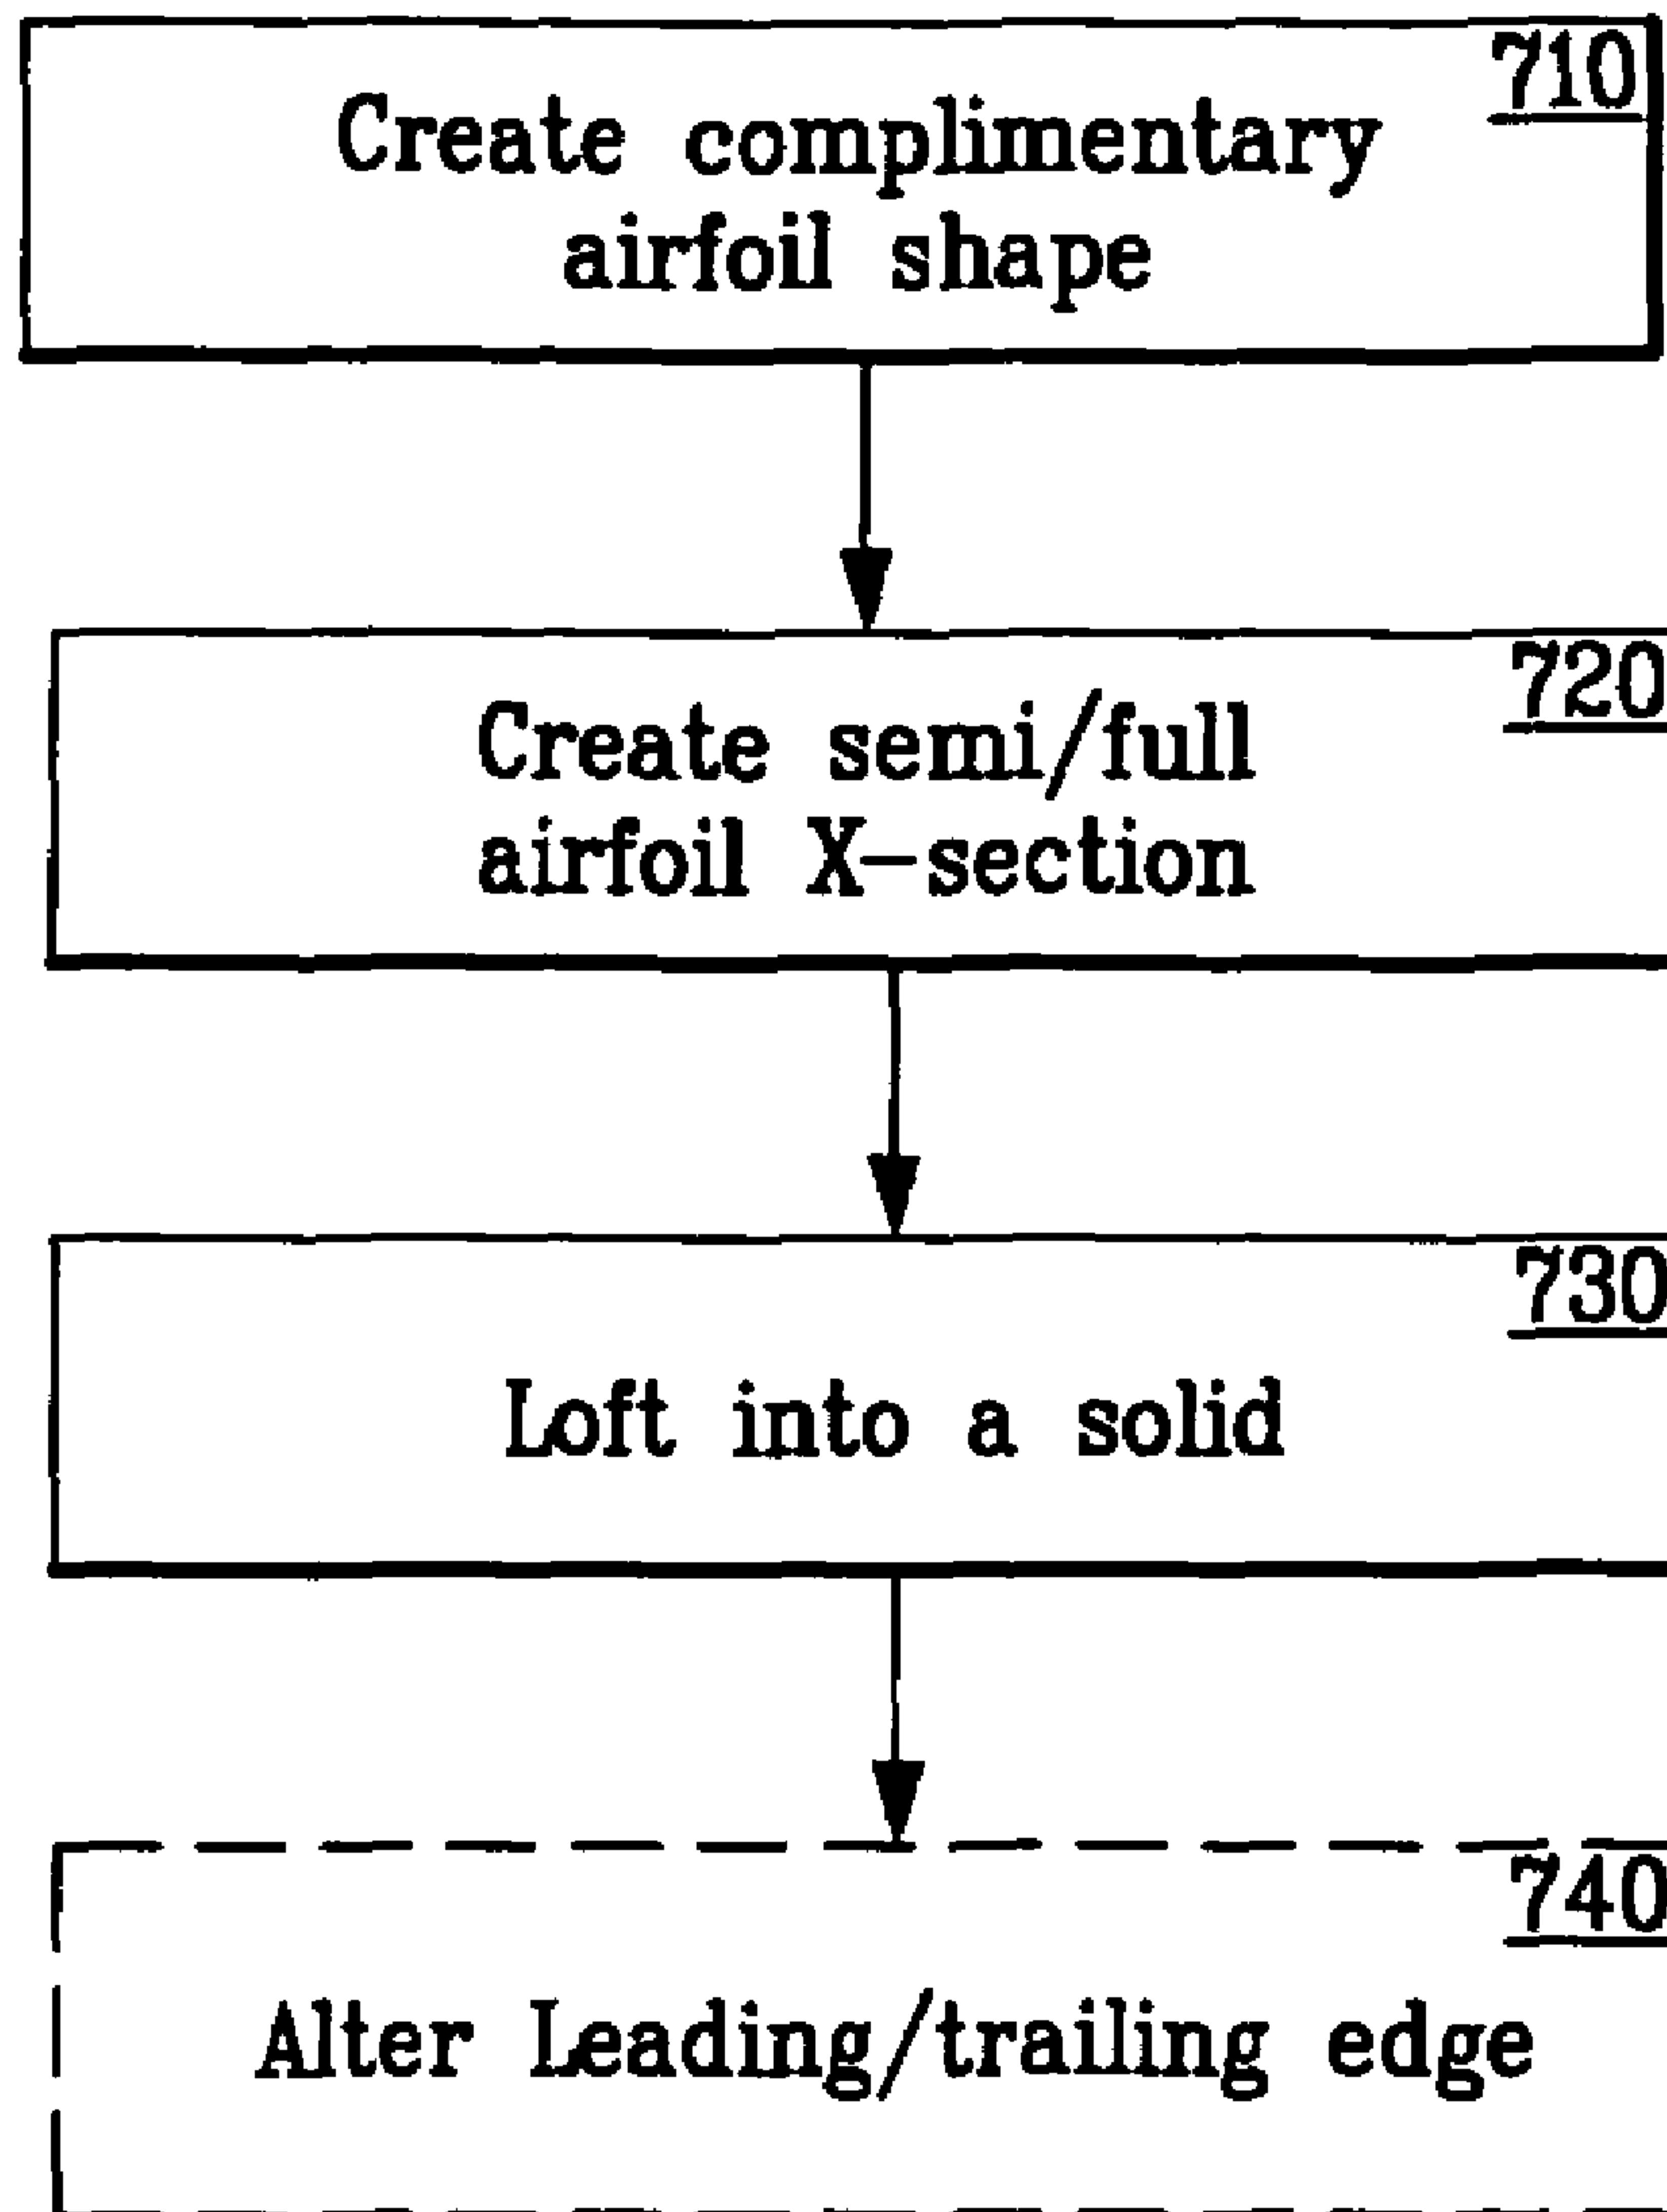 710
Create complimentary
airfoil shape
720
Create semi/full
airfoil X-section
730
Loft into a solid
740
Alter Leading/trailing edge